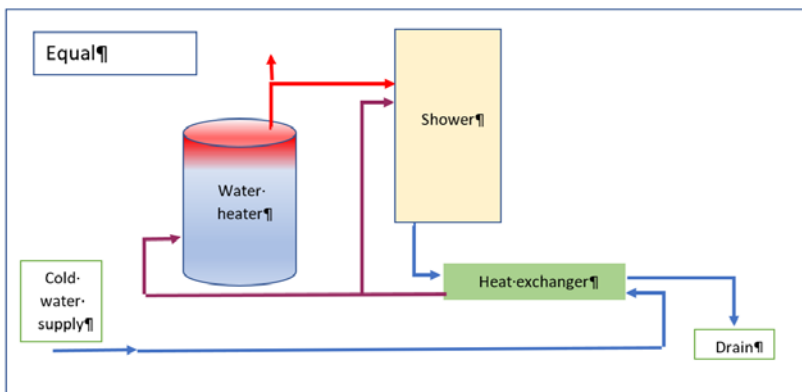 Equal¶
Shower¶
Water·
heater¶
Cold·
water·
supply¶
Heat·exchanger¶
Drain¶